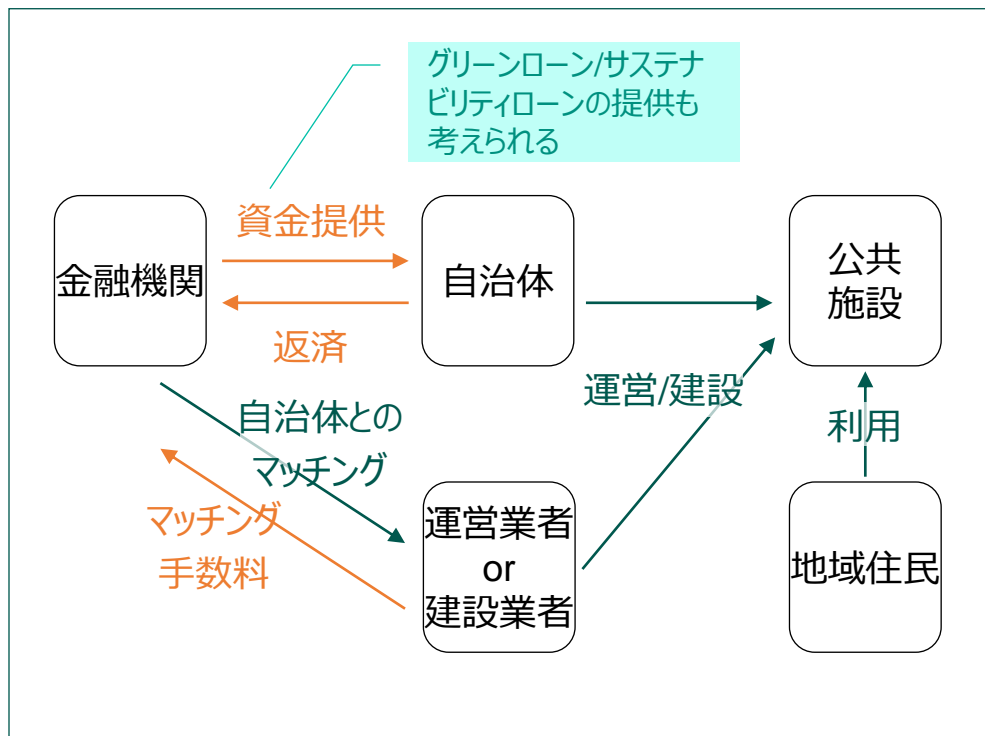 グリーンローン/サステナ
ビリティローンの提供も
考えられる
資金提供
金融機関
自治体
公共
施設
返済
運営/建設
自治体との
マッチング
利用
マッチング
手数料
運営業者
or
建設業者
地域住民